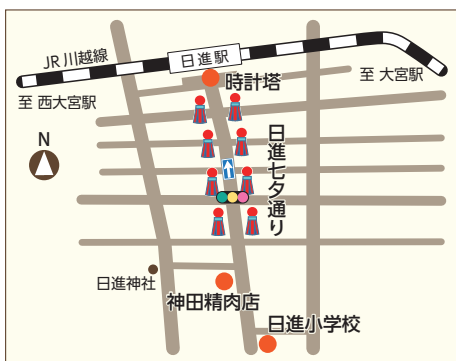 JR川越線
日進駅
至 西大宮駅
至 大宮駅
時計塔
N
日進七夕通り
日進神社
神田精肉店
日進小学校